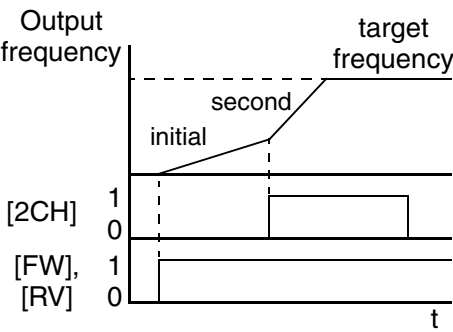 Output
frequency
target
frequency
second
initial
[2CH]
1
0
[FW],
[RV]
1
0
t